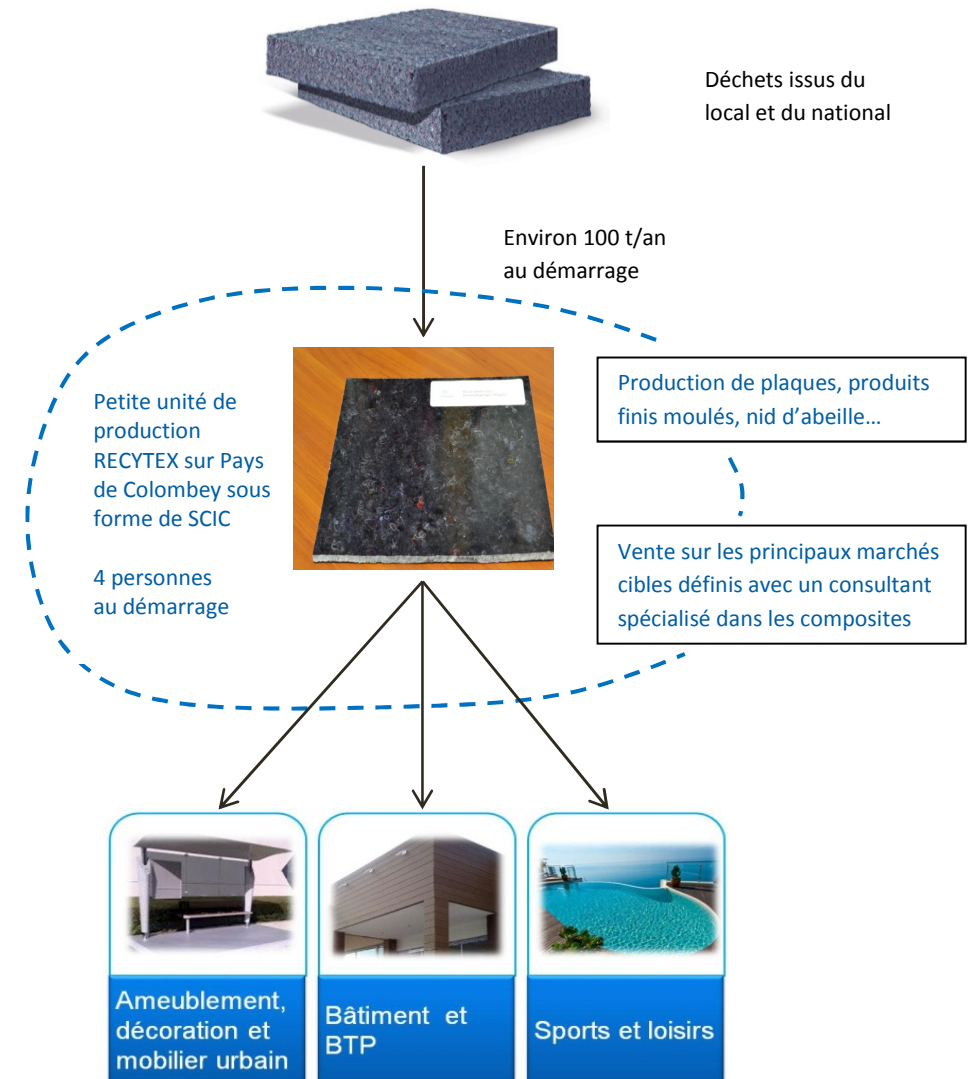 Déchets issus du
local et du national
Environ 100 t/an
au démarrage
Petite unité de
production
RECYTEX sur Pays
de Colombey sous
forme de SCIC
4 personnes
au démarrage
Production de plaques, produits
finis moulés, nid d’abeille…
Vente sur les principaux marchés
cibles définis avec un consultant
spécialisé dans les composites
Ameublement,
décoration et
mobilier urbain
Bâtiment et
BTP
Sports et loisirs